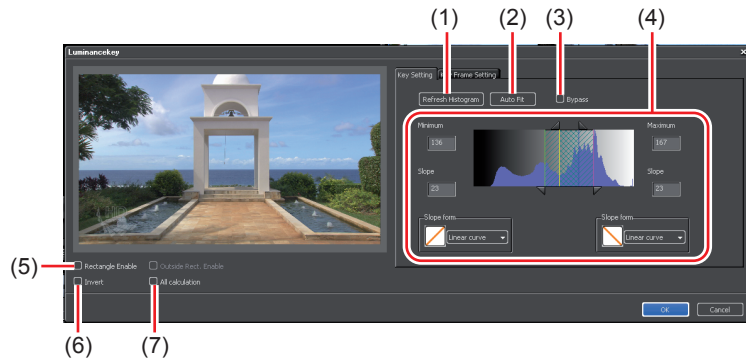 (1) (2) (3) (4)
Luminancekey
Key Setting Key Frame Setting
Refresh Histogram Auto Fit Bypass
Minimum Maximum
136 167
Slope Slope
23 23
Slope form Slope form
Linear curve Linear curve
(5) Rectangle Enable Outside Rect. Enable
Invert All calculation
OK Cancel
(6) (7)